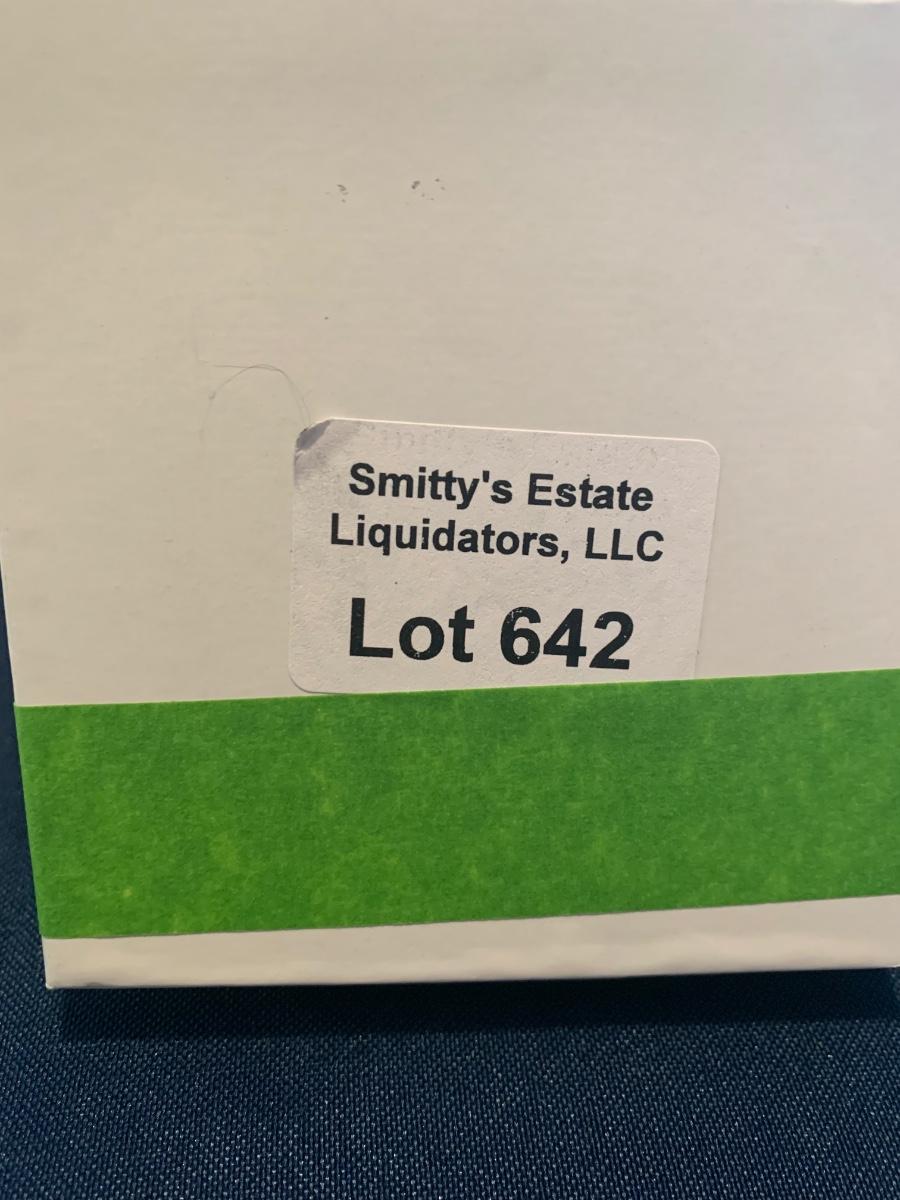 Smitty's Estate
Liquidators, LLC
Lot 642